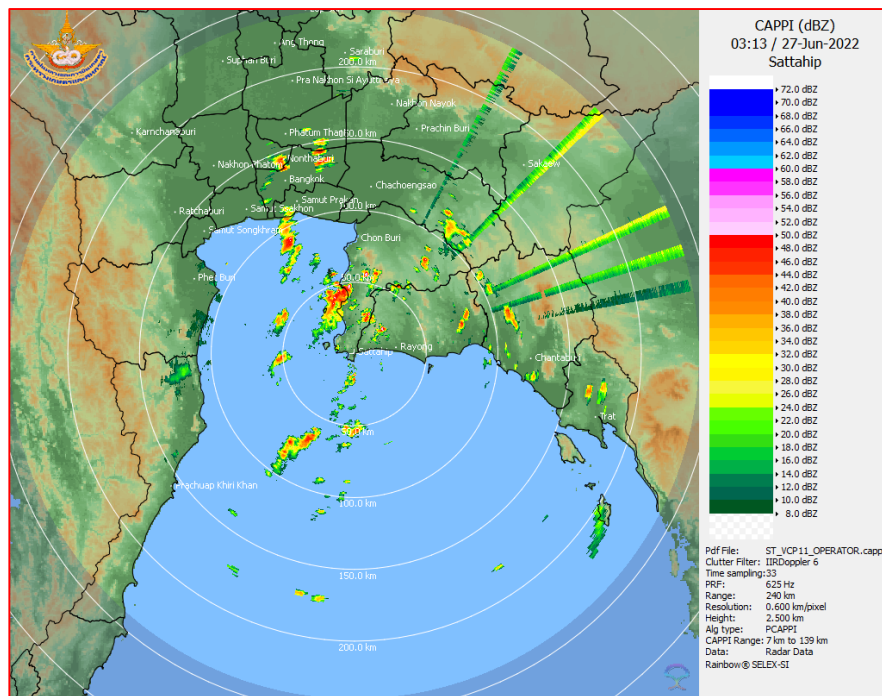 CAPPI (dBZ)
03:13 / 27-Jun-2022
Sattahip
72.0 dBZ
70.0 dBZ
68.0 dBZ
66.0 dBZ
64.0 dBZ
62.0 dBZ
60.0 dBZ
58.0 dBZ
56.0 dBZ
54.0 dBZ
52.0 dBZ
50.0 dBZ
48.0 dBZ
46.0 dBZ
44.0 dBZ
42.0 dBZ
40.0 dBZ
38.0 dBZ
36.0 dBZ
34.0 dBZ
32.0 dBZ
30.0 dBZ
28.0 dBZ
26.0 dBZ
24.0 dBZ
22.0 dBZ
20.0 dBZ
18.0 dBZ
16.0 dBZ
14.0 dBZ
12.0 dBZ
10.0 dBZ
8.0 dBZ
Pdf File: ST_VCP11_OPERATOR.capp
Clutter Filter: IIRDoppler 6
Time sampling:33
PRF: 625 Hz
Range: 240 km
Resolution: 0.600 km/pixel
Height: 2.500 km
Alg type: PCAPPI
CAPPI Range: 7 km to 139 km
Data: Radar Data
Rainbow® SELEX-SI
Ang Thong
Saraburi
Suphan Buri
200.0 km
Pra Nakhon Si Ayutthaya
Nakhon Nayok
Karnchanaburi
Phatum Thani
Prachin Buri
Nakhon Phatom
Nonthaburi
Sakaew
Bangkok
Chachoengsao
Ratchaburi
Samut Sakhon
Samut Prakan
Samut Songkhram
Chon Buri
Phet Buri
Sattahip
Rayong
Chantaburi
Trat
Prachuap Khiri Khan
100.0 km
150.0 km
200.0 km